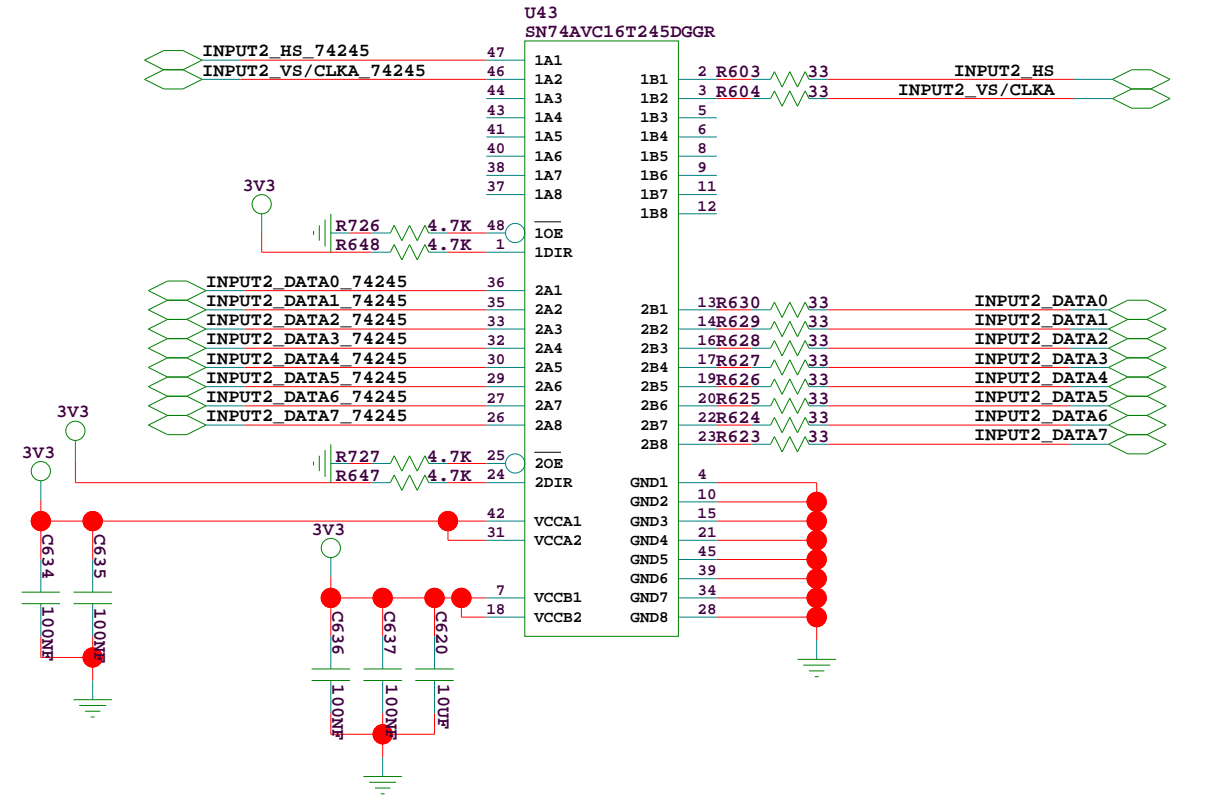 U43
SN74AVC16T245DGGR
INPUT2_HS_74245 47 1A1
INPUT2_VS/CLKA_74245 46 1A2 1B1 2 R603 33 INPUT2_HS
44 1A3 1B2 3 R604 33 INPUT2_VS/CLKA
43 1A4 1B3 5
41 1A5 1B4 6
40 1A6 1B5 8
38 1A7 1B6 9
37 1A8 1B7 11
1B8 12
3V3
R726 4.7K 48 1OE
R648 4.7K 1 1DIR
INPUT2_DATA0_74245 36 2A1
INPUT2_DATA1_74245 35 2A2 2B1 13 R630 33 INPUT2_DATA0
INPUT2_DATA2_74245 33 2A3 2B2 14 R629 33 INPUT2_DATA1
INPUT2_DATA3_74245 32 2A4 2B3 16 R628 33 INPUT2_DATA2
INPUT2_DATA4_74245 30 2A5 2B4 17 R627 33 INPUT2_DATA3
INPUT2_DATA5_74245 29 2A6 2B5 19 R626 33 INPUT2_DATA4
INPUT2_DATA6_74245 27 2A7 2B6 20 R625 33 INPUT2_DATA5
INPUT2_DATA7_74245 26 2A8 2B7 22 R624 33 INPUT2_DATA6
2B8 23 R623 33 INPUT2_DATA7
3V3
3V3
R727 4.7K 25 2OE
R647 4.7K 24 2DIR GND1 4
GND2 10
42 VCCA1 GND3 15
31 VCCA2 GND4 21
GND5 45
GND6 39
3V3
7 VCCB1 GND7 34
18 VCCB2 GND8 28
C634 100NF
C635 100NF
C636 100NF
C637 100NF
C620 10UF